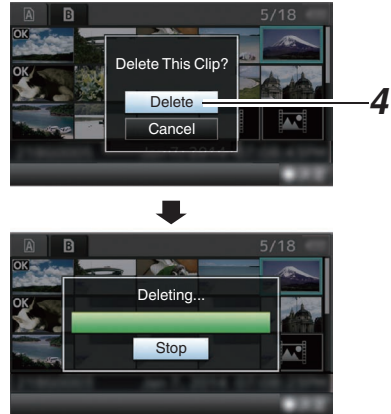 A B 5/18
OK
Delete This Clip?
OK
Delete
4
Cancel
A B 5/18
OK
Deleting...
OK
Stop